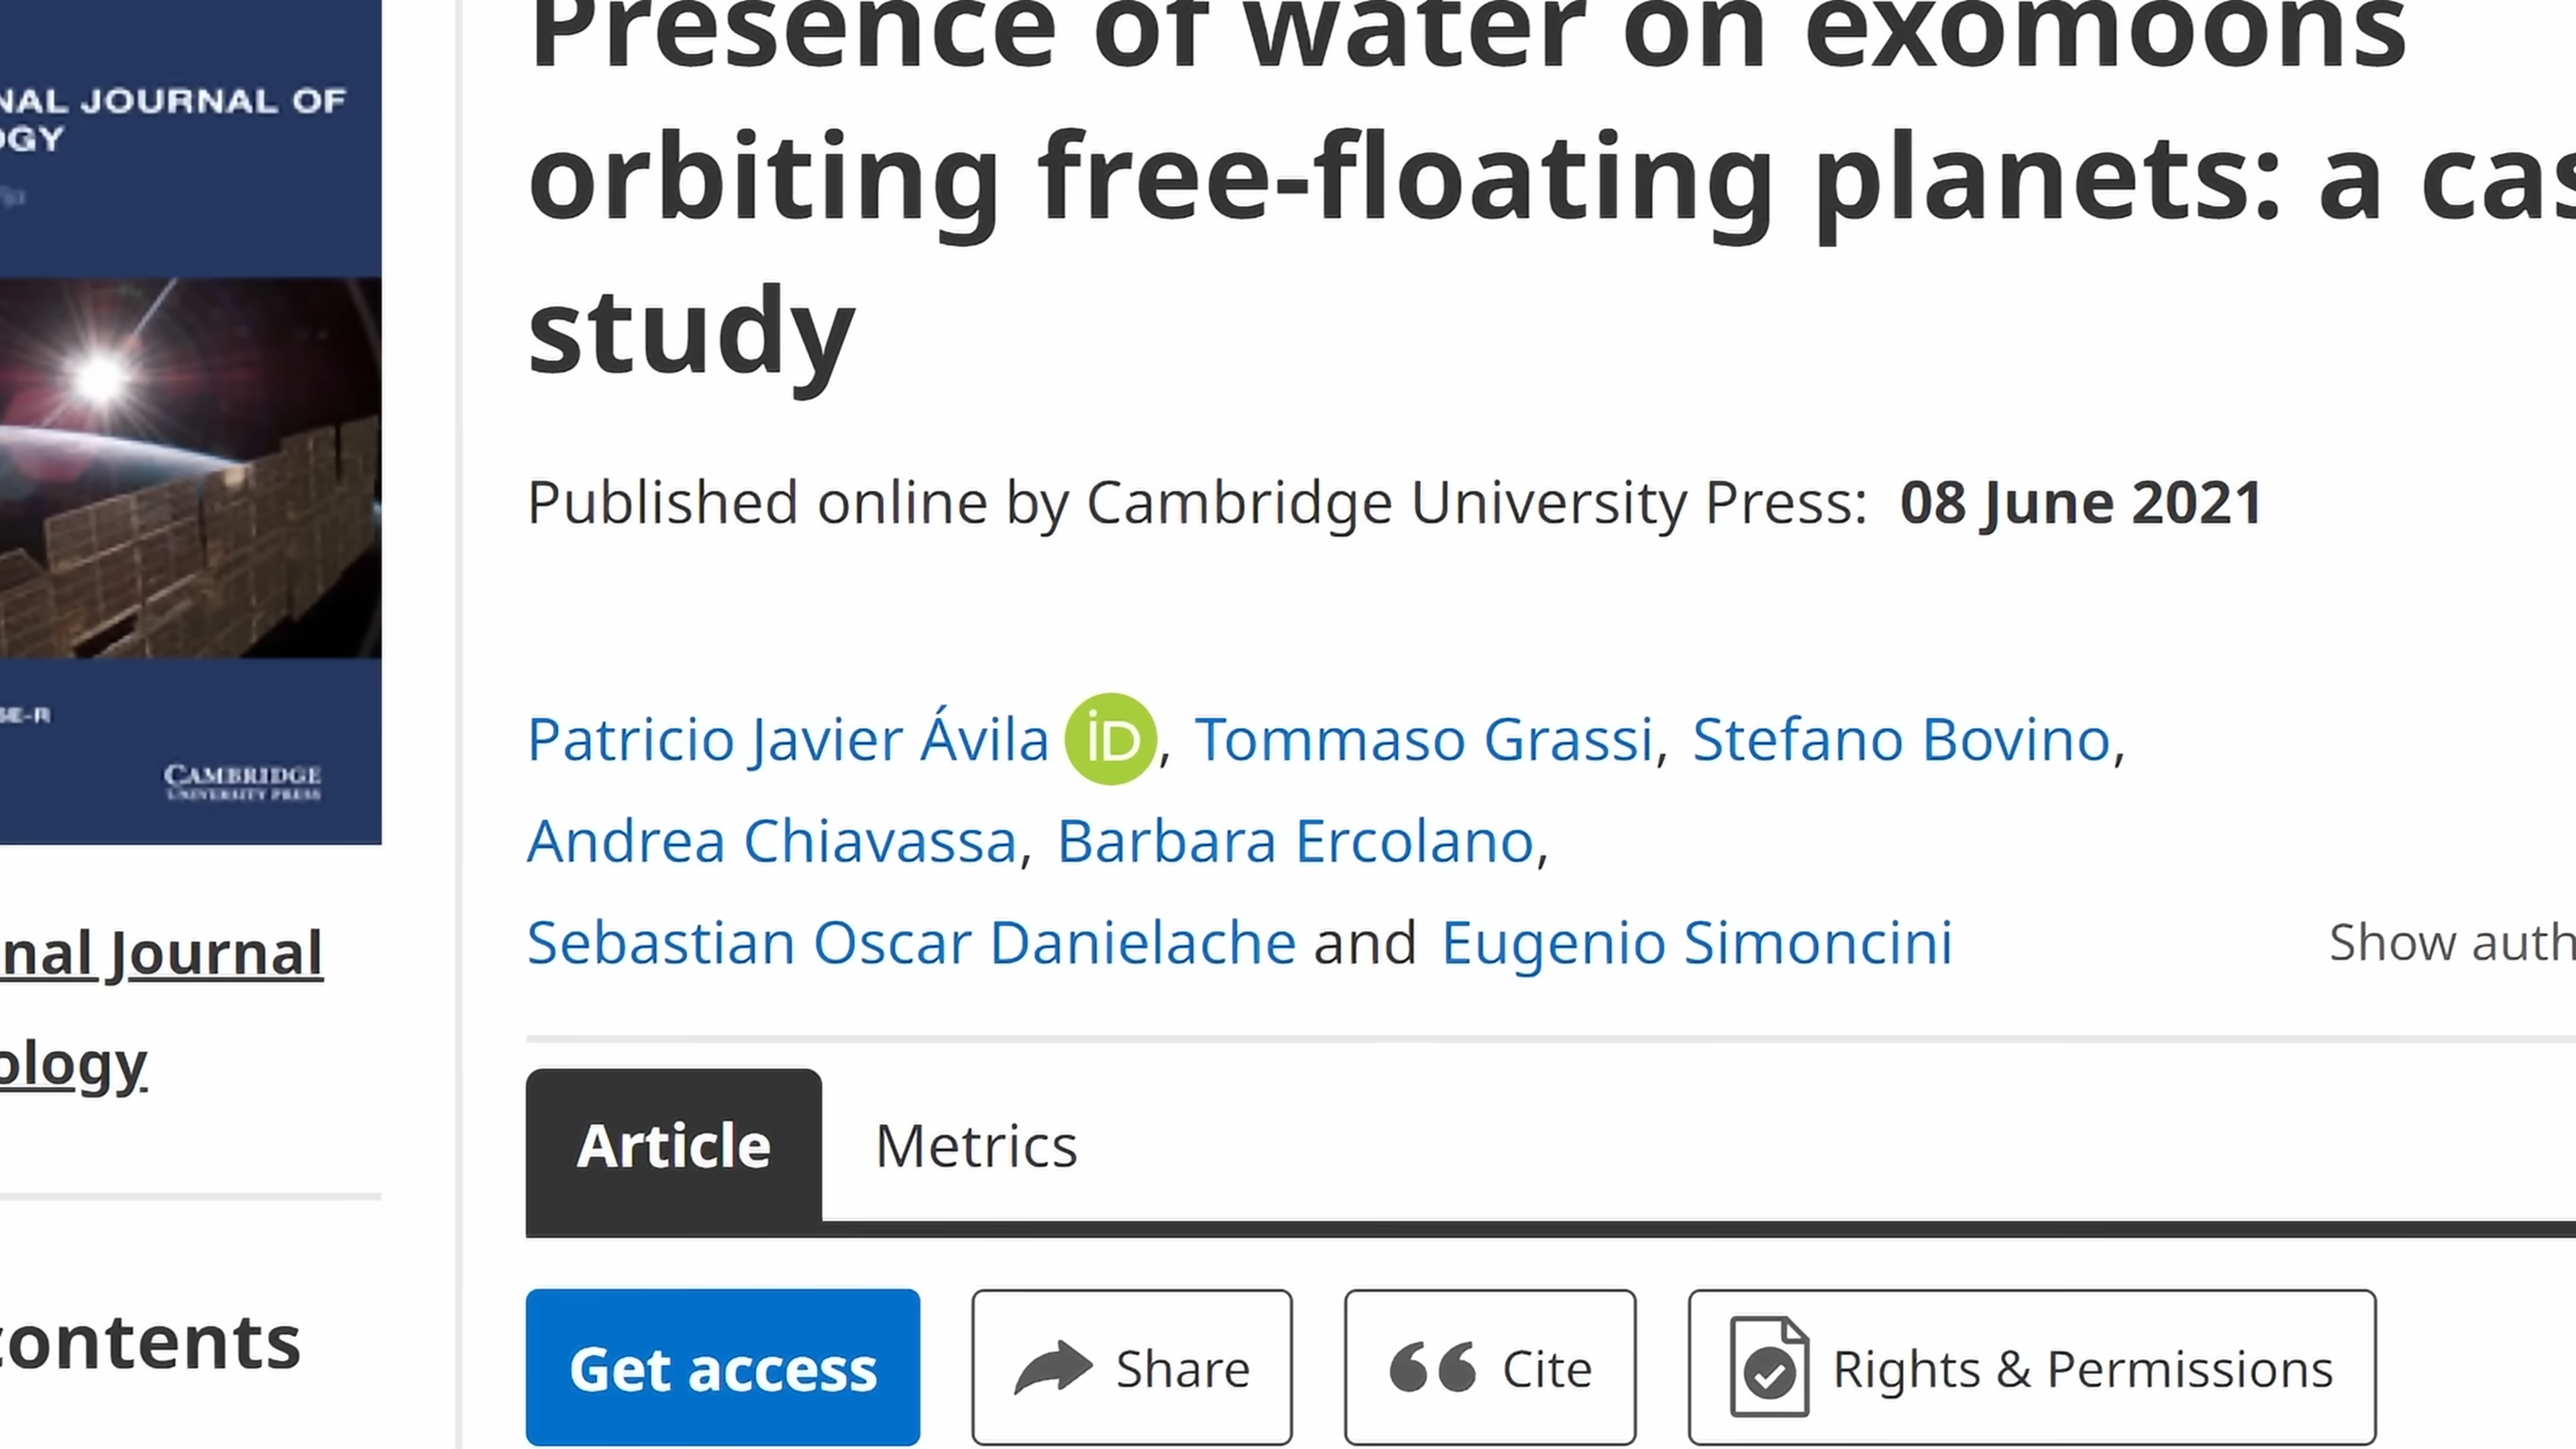 NAL JOURNAL OF
OGY
SE-R
CAMBRIDGE
UNIVERSITY PRESS
nal Journal
ology
contents
Presence of water on exomoons
orbiting free-floating planets: a cas
study
Published online by Cambridge University Press: 08 June 2021
Patricio Javier Ávila iD, Tommaso Grassi, Stefano Bovino,
Andrea Chiavassa, Barbara Ercolano,
Sebastian Oscar Danielache and Eugenio Simoncini
Show auth
Article Metrics
Get access Share Cite Rights & Permissions